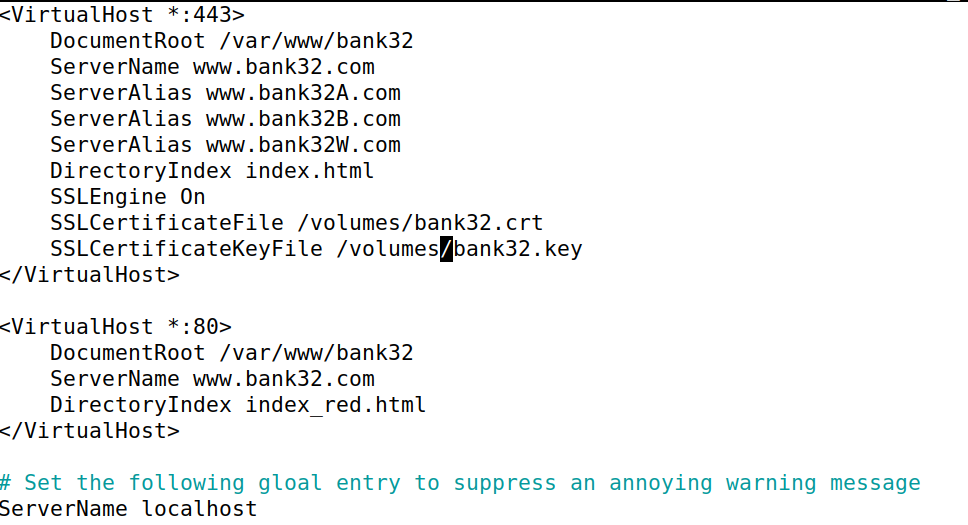 <VirtualHost *:443>
    DocumentRoot /var/www/bank32
    ServerName www.bank32.com
    ServerAlias www.bank32A.com
    ServerAlias www.bank32B.com
    ServerAlias www.bank32W.com
    DirectoryIndex index.html
    SSLEngine On
    SSLCertificateFile /volumes/bank32.crt
    SSLCertificateKeyFile /volumes/bank32.key
</VirtualHost>

<VirtualHost *:80>
    DocumentRoot /var/www/bank32
    ServerName www.bank32.com
    DirectoryIndex index_red.html
</VirtualHost>

# Set the following gloal entry to suppress an annoying warning message
ServerName localhost